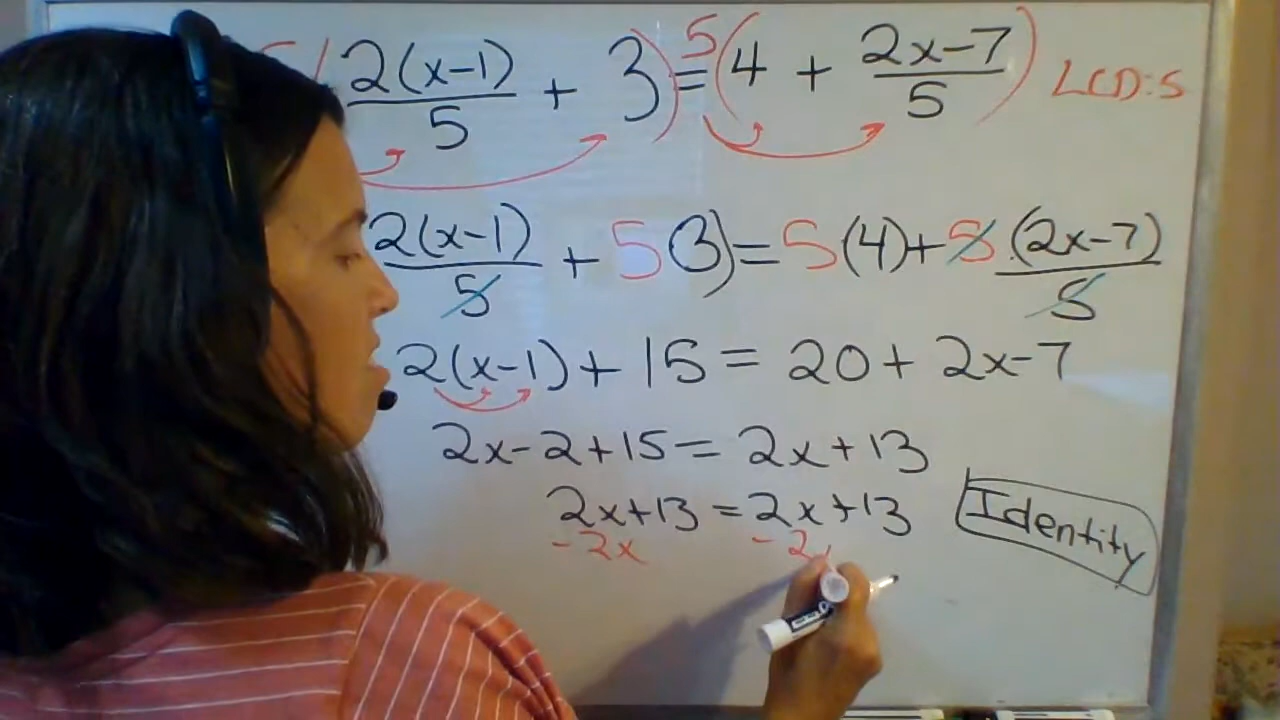 5(2(x-1)/5 + 3) = 5(4 + (2x-7)/5) LCD:5
2(x-1)/5 + 5(3) = 5(4) + 5(2x-7)/5
2(x-1) + 15 = 20 + 2x-7
2x-2+15 = 2x+13
2x+13 = 2x+13 Identity
-2x -2x